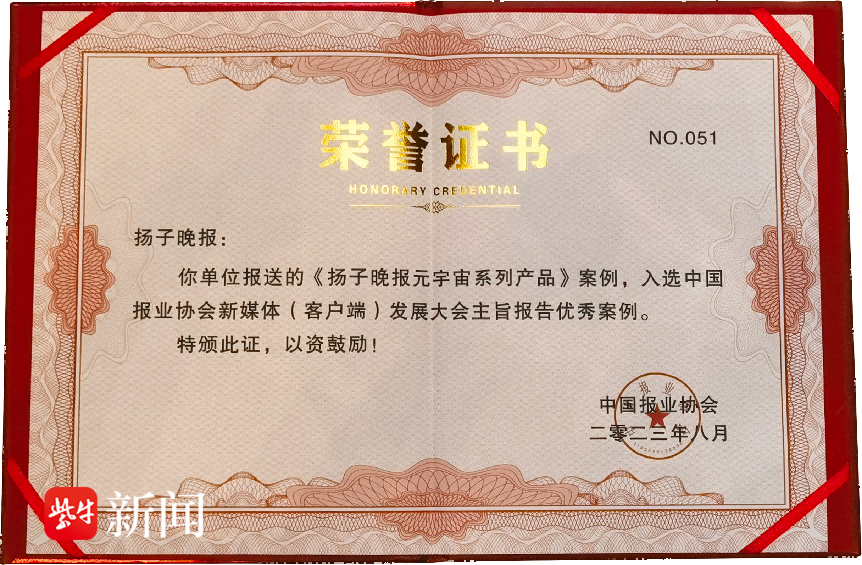 荣誉证书
NO.051
HONORARY CREDENTIAL
扬子晚报：
你单位报送的《扬子晚报元宇宙系列产品》案例，入选中国
报业协会新媒体（客户端）发展大会主旨报告优秀案例。
特颁此证，以资鼓励！
中国报业协会
二零二三年八月
紫牛新闻